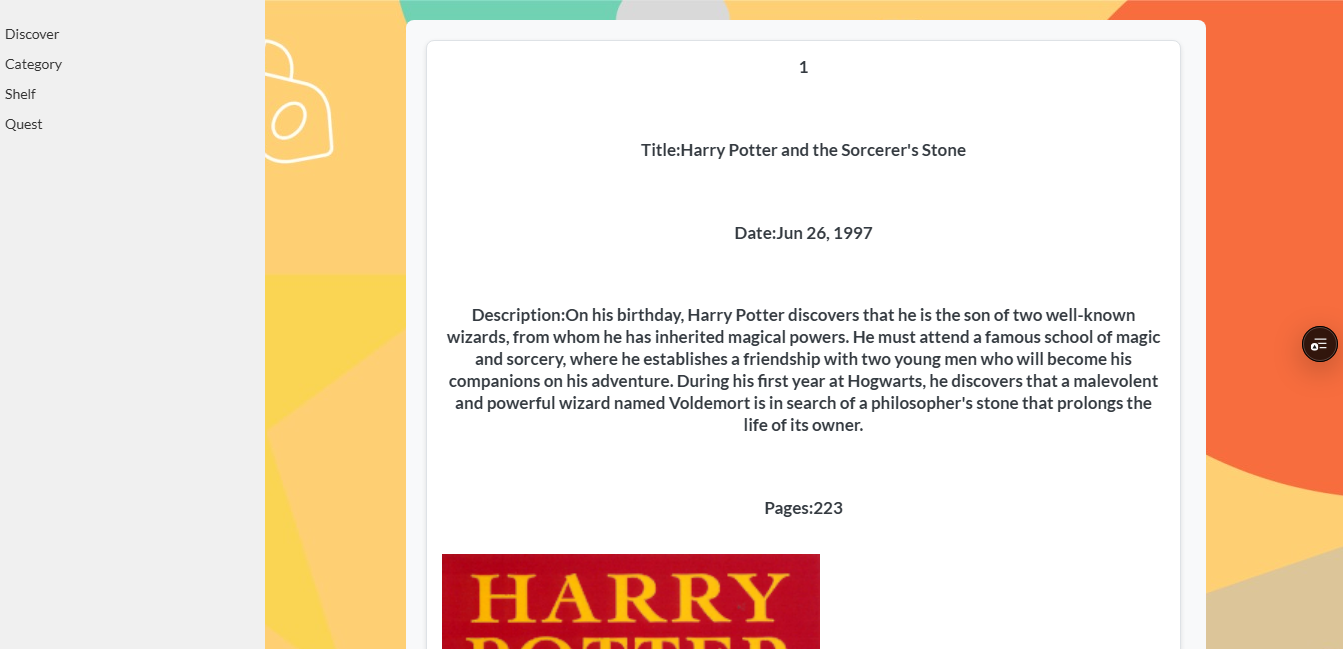 Discover
Category
Shelf
Quest
1
Title:Harry Potter and the Sorcerer's Stone
Date:Jun 26, 1997
Description:On his birthday, Harry Potter discovers that he is the son of two well-known
wizards, from whom he has inherited magical powers. He must attend a famous school of magic
and sorcery, where he establishes a friendship with two young men who will become his
companions on his adventure. During his first year at Hogwarts, he discovers that a malevolent
and powerful wizard named Voldemort is in search of a philosopher's stone that prolongs the
life of its owner.
Pages:223
HARRY
POTTER